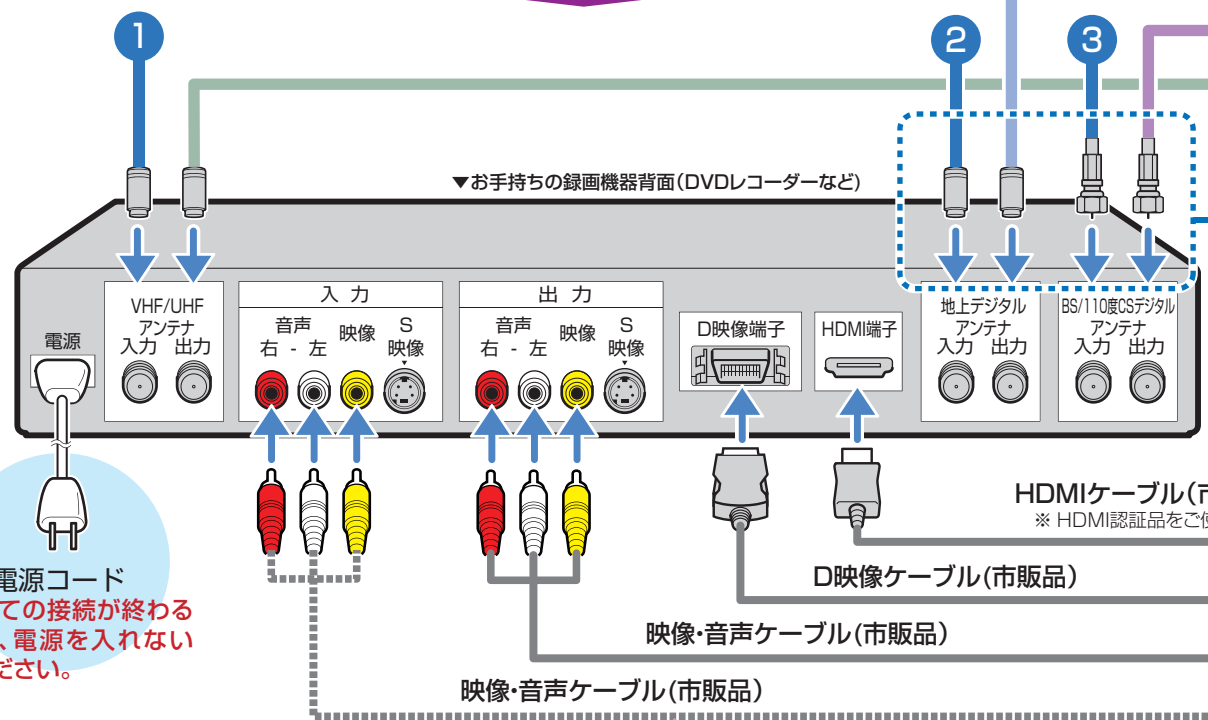 1
2
3
▼お手持ちの録画機器背面(DVDレコーダーなど)
電源
VHF/UHF
アンテナ
入力 出力
入 力
音声
右 - 左
映像
S
映像
出 力
音声
右 - 左
映像
S
映像
D映像端子
HDMI端子
地上デジタル
アンテナ
入力 出力
BS/110度CSデジタル
アンテナ
入力 出力
HDMIケーブル(市
※ HDMI認証品をご使
D映像ケーブル(市販品)
映像・音声ケーブル(市販品)
映像・音声ケーブル(市販品)
電源コード
ての接続が終わる
、電源を入れない
ださい。